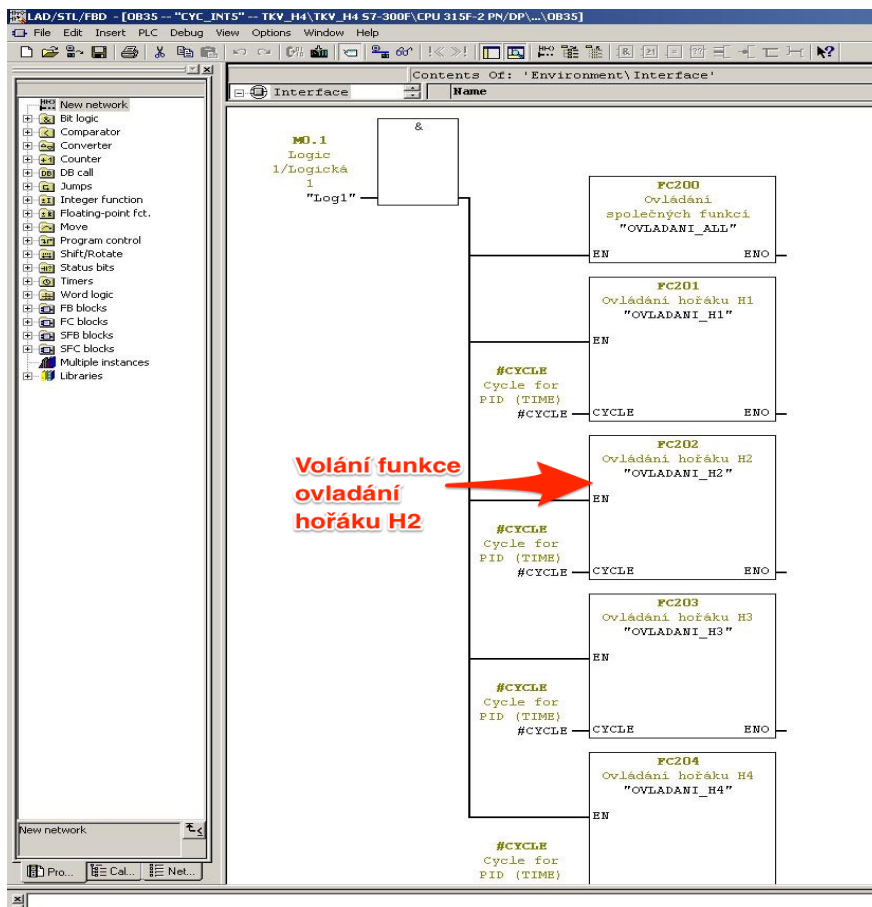 LAD/STL/FBD - [OB35 -- "CYC_INT5" -- TKV_H4\TKV_H4 S7-300F\CPU 315F-2 PN/DP\...\OB35]
File Edit Insert PLC Debug View Options Window Help
Contents Of: 'Environment\Interface'
Interface
Name
New network
Bit logic
Comparator
Converter
Counter
DB call
Jumps
Integer function
Floating-point fct.
Move
Program control
Shift/Rotate
Status bits
Timers
Word logic
FB blocks
FC blocks
SFB blocks
SFC blocks
Multiple instances
Libraries
New network
Pro...
Cal...
Net...
&
M0.1
Logic
1/Logická
1
"Log1"
FC200
Ovládání
společných funkcí
"OVLADANI_ALL"
EN ENO
FC201
Ovládání hořáku H1
"OVLADANI_H1"
EN
#CYCLE
Cycle for
PID (TIME)
#CYCLE
CYCLE ENO
FC202
Ovládání hořáku H2
"OVLADANI_H2"
EN
Volání funkce
ovladání
hořáku H2
#CYCLE
Cycle for
PID (TIME)
#CYCLE
CYCLE ENO
FC203
Ovládání hořáku H3
"OVLADANI_H3"
EN
#CYCLE
Cycle for
PID (TIME)
#CYCLE
CYCLE ENO
FC204
Ovládání hořáku H4
"OVLADANI_H4"
EN
#CYCLE
Cycle for
PID (TIME)